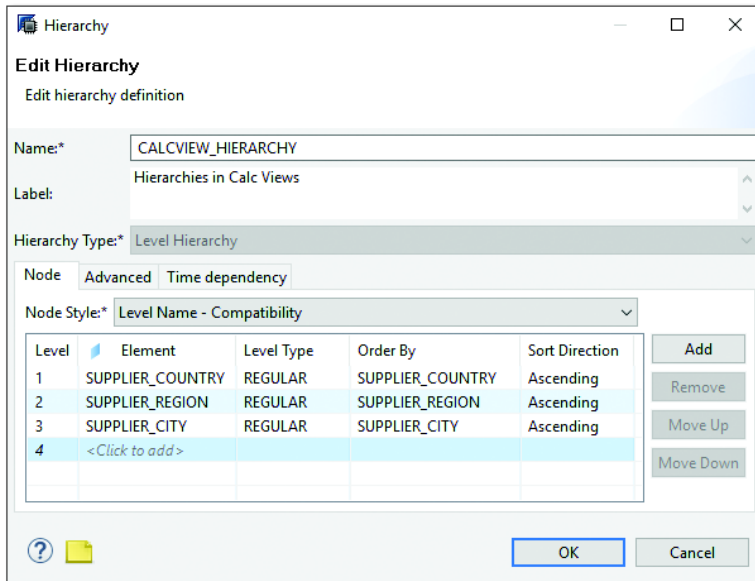 Hierarchy
Edit Hierarchy
Edit hierarchy definition
Name:* CALCVIEW_HIERARCHY
Label: Hierarchies in Calc Views
Hierarchy Type:* Level Hierarchy
Node Advanced Time dependency
Node Style:* Level Name - Compatibility
Level Element Level Type Order By Sort Direction Add
1 SUPPLIER_COUNTRY REGULAR SUPPLIER_COUNTRY Ascending
2 SUPPLIER_REGION REGULAR SUPPLIER_REGION Ascending Remove
3 SUPPLIER_CITY REGULAR SUPPLIER_CITY Ascending Move Up
4 <Click to add> Move Down
? OK Cancel